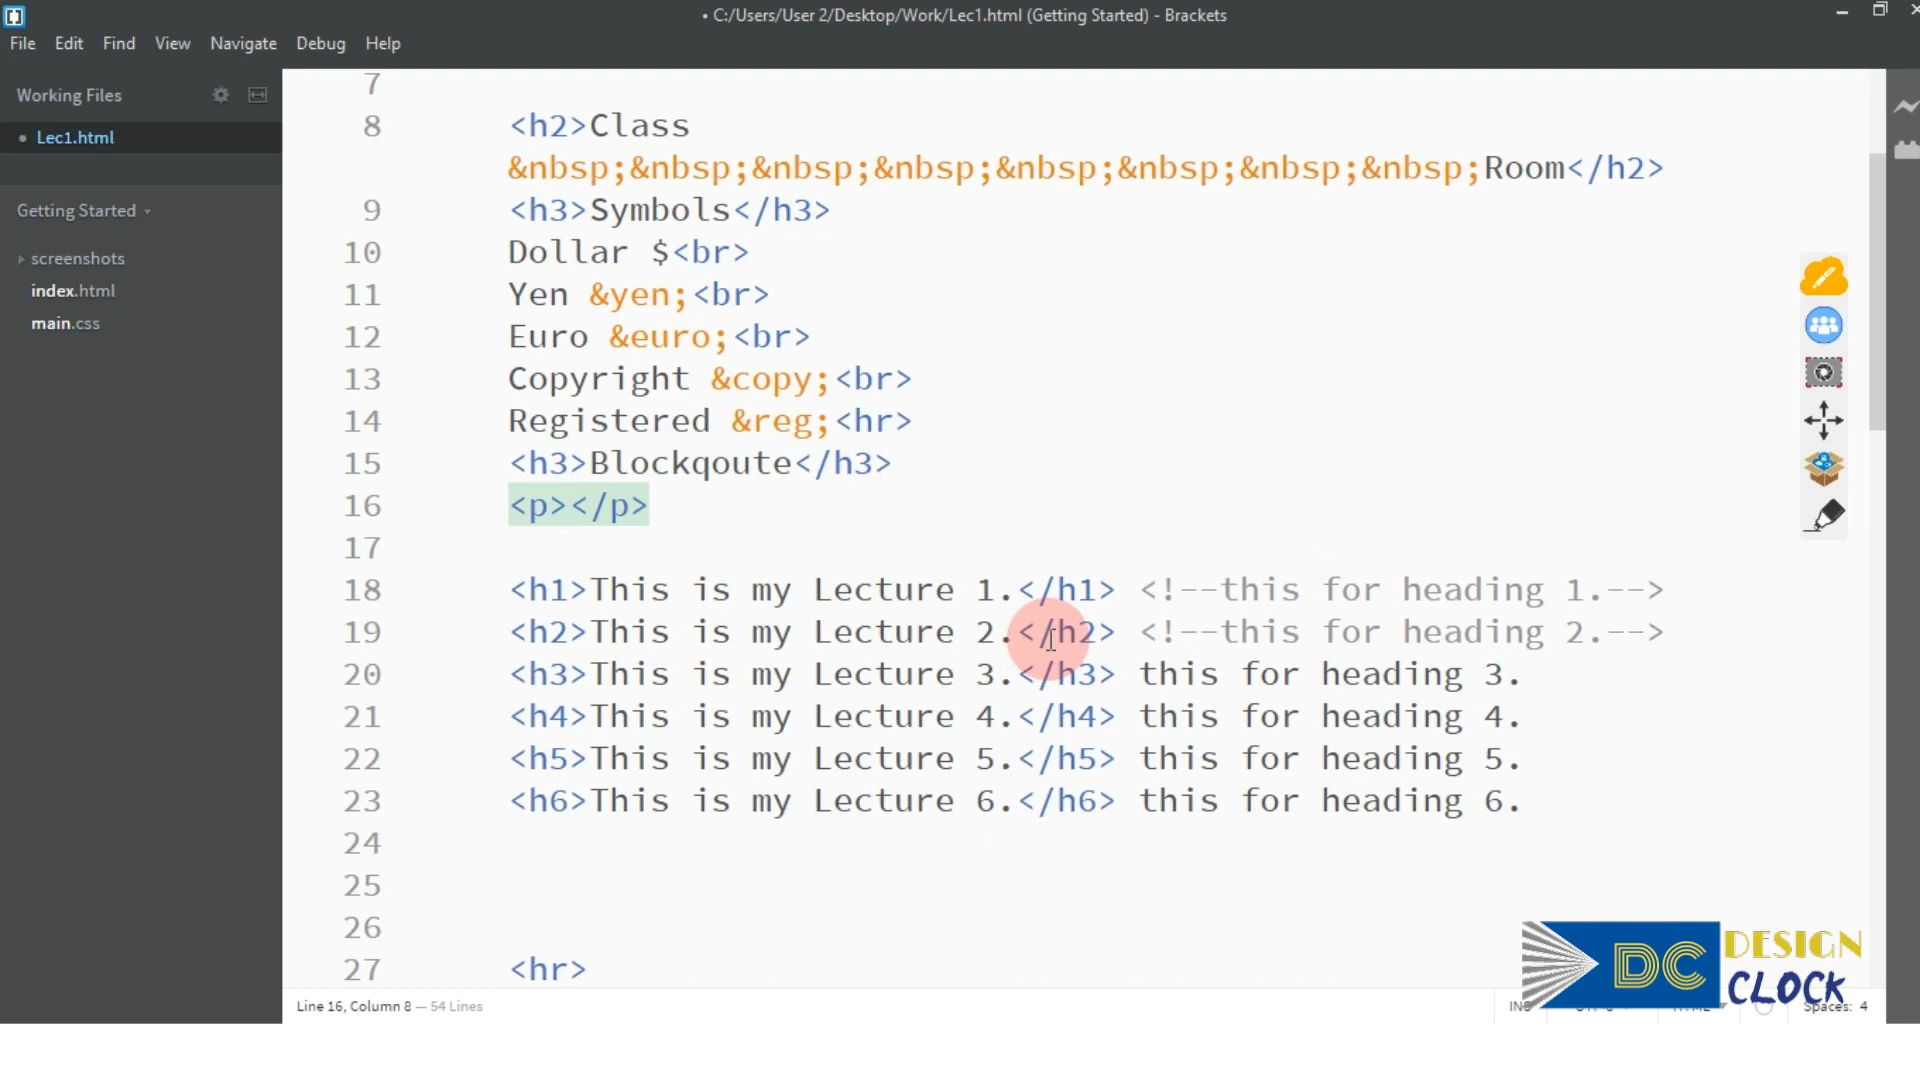 • C:/Users/User 2/Desktop/Work/Lec1.html (Getting Started) - Brackets
File Edit Find View Navigate Debug Help
Working Files
• Lec1.html
Getting Started
screenshots
index.html
main.css
7
8 <h2>Class
&nbsp;&nbsp;&nbsp;&nbsp;&nbsp;&nbsp;&nbsp;&nbsp;Room</h2>
9 <h3>Symbols</h3>
10 Dollar $<br>
11 Yen &yen;<br>
12 Euro &euro;<br>
13 Copyright &copy;<br>
14 Registered &reg;<hr>
15 <h3>Blockqoute</h3>
16 <p></p>
17
18 <h1>This is my Lecture 1.</h1> <!--this for heading 1.-->
19 <h2>This is my Lecture 2.</h2> <!--this for heading 2.-->
20 <h3>This is my Lecture 3.</h3> this for heading 3.
21 <h4>This is my Lecture 4.</h4> this for heading 4.
22 <h5>This is my Lecture 5.</h5> this for heading 5.
23 <h6>This is my Lecture 6.</h6> this for heading 6.
24
25
26
27 <hr>
DC DESIGN
CLOCK
Line 16, Column 8 — 54 Lines
Spaces: 4